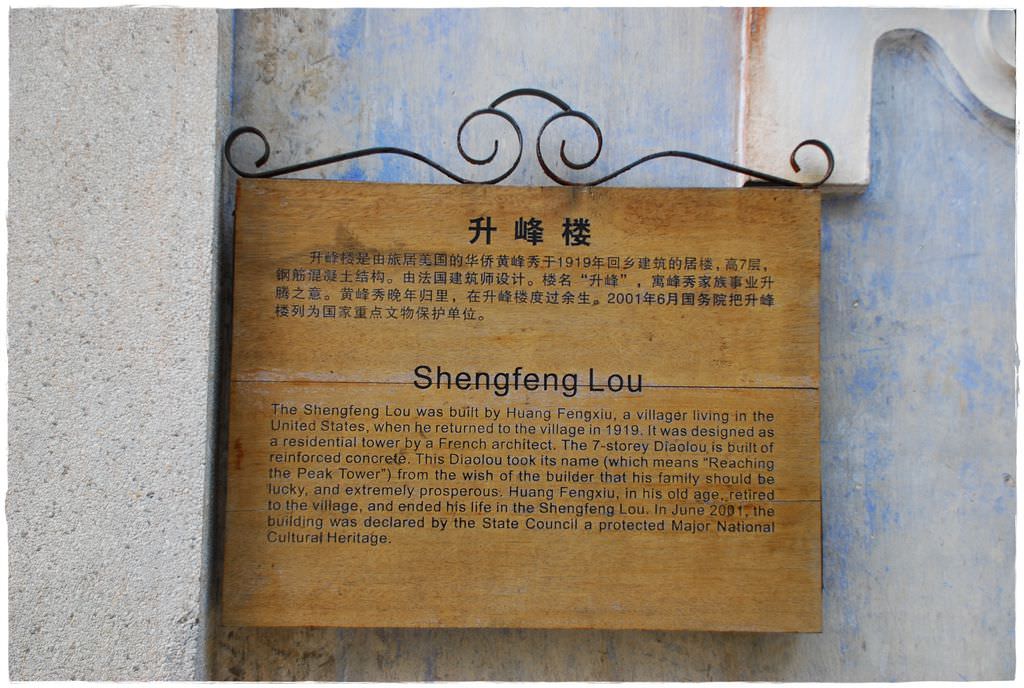 升峰楼
升峰楼是由旅居美国的华侨黄峰秀于1919年回乡建筑的居楼，高7层，
钢筋混凝土结构。由法国建筑师设计。楼名“升峰”，寓峰秀家族事业升
腾之意。黄峰秀晚年归里，在升峰楼度过余生。2001年6月国务院把升峰
楼列为国家重点文物保护单位。
Shengfeng Lou
The Shengfeng Lou was built by Huang Fengxiu, a villager living in the
United States, when he returned to the village in 1919. It was designed as
a residential tower by a French architect. The 7-storey Diaolou is built of
reinforced concrete. This Diaolou took its name (which means “Reaching
the Peak Tower”) from the wish of the builder that his family should be
lucky, and extremely prosperous. Huang Fengxiu, in his old age, retired
to the village, and ended his life in the Shengfeng Lou. In June 2001, the
building was declared by the State Council a protected Major National
Cultural Heritage.